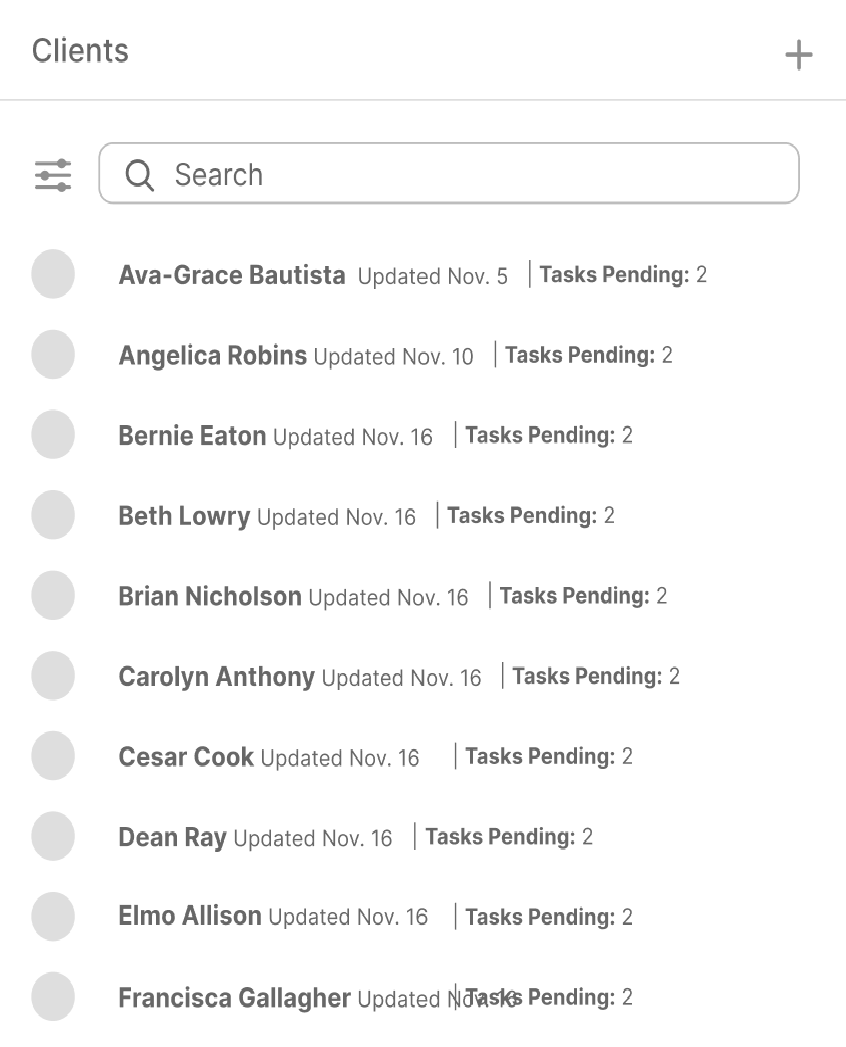 Clients
Search
Ava-Grace Bautista Updated Nov. 5 | Tasks Pending: 2
Angelica Robins Updated Nov. 10 | Tasks Pending: 2
Bernie Eaton Updated Nov. 16 | Tasks Pending: 2
Beth Lowry Updated Nov. 16 | Tasks Pending: 2
Brian Nicholson Updated Nov. 16 | Tasks Pending: 2
Carolyn Anthony Updated Nov. 16 | Tasks Pending: 2
Cesar Cook Updated Nov. 16 | Tasks Pending: 2
Dean Ray Updated Nov. 16 | Tasks Pending: 2
Elmo Allison Updated Nov. 16 | Tasks Pending: 2
Francisca Gallagher Updated Nov. 16 | Tasks Pending: 2